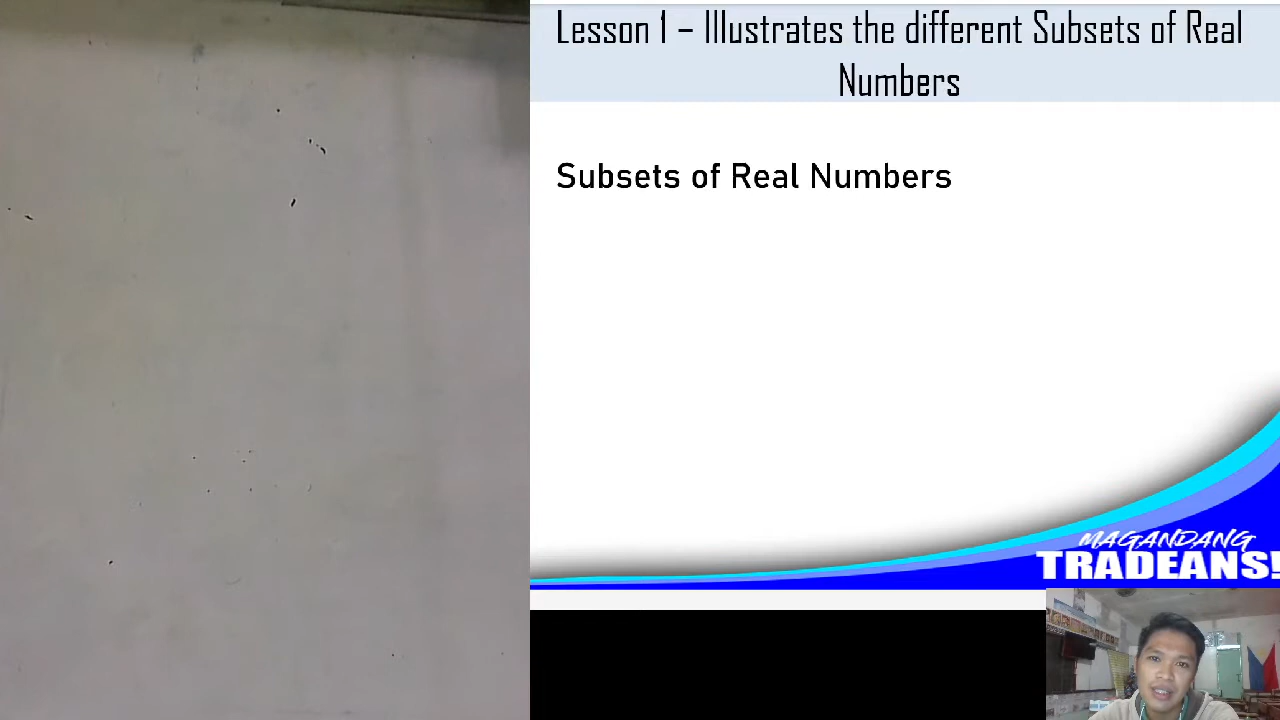 Lesson 1 – Illustrates the different Subsets of Real
Numbers
Subsets of Real Numbers
MAGANDANG
TRADEANS!